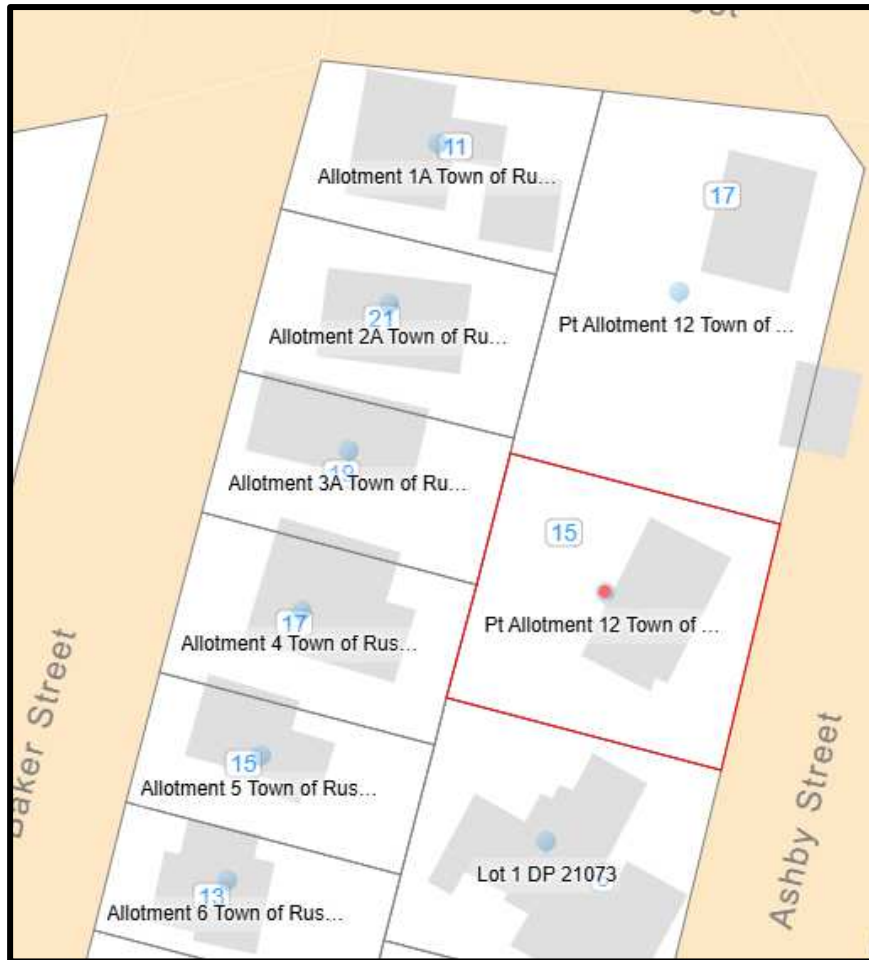 11
Allotment 1A Town of Ru...
17
21
Allotment 2A Town of Ru...
Pt Allotment 12 Town of ...
19
Allotment 3A Town of Ru...
15
17
Allotment 4 Town of Rus...
Pt Allotment 12 Town of ...
Baker Street
15
Allotment 5 Town of Rus...
Ashby Street
Lot 1 DP 21073
13
Allotment 6 Town of Rus...